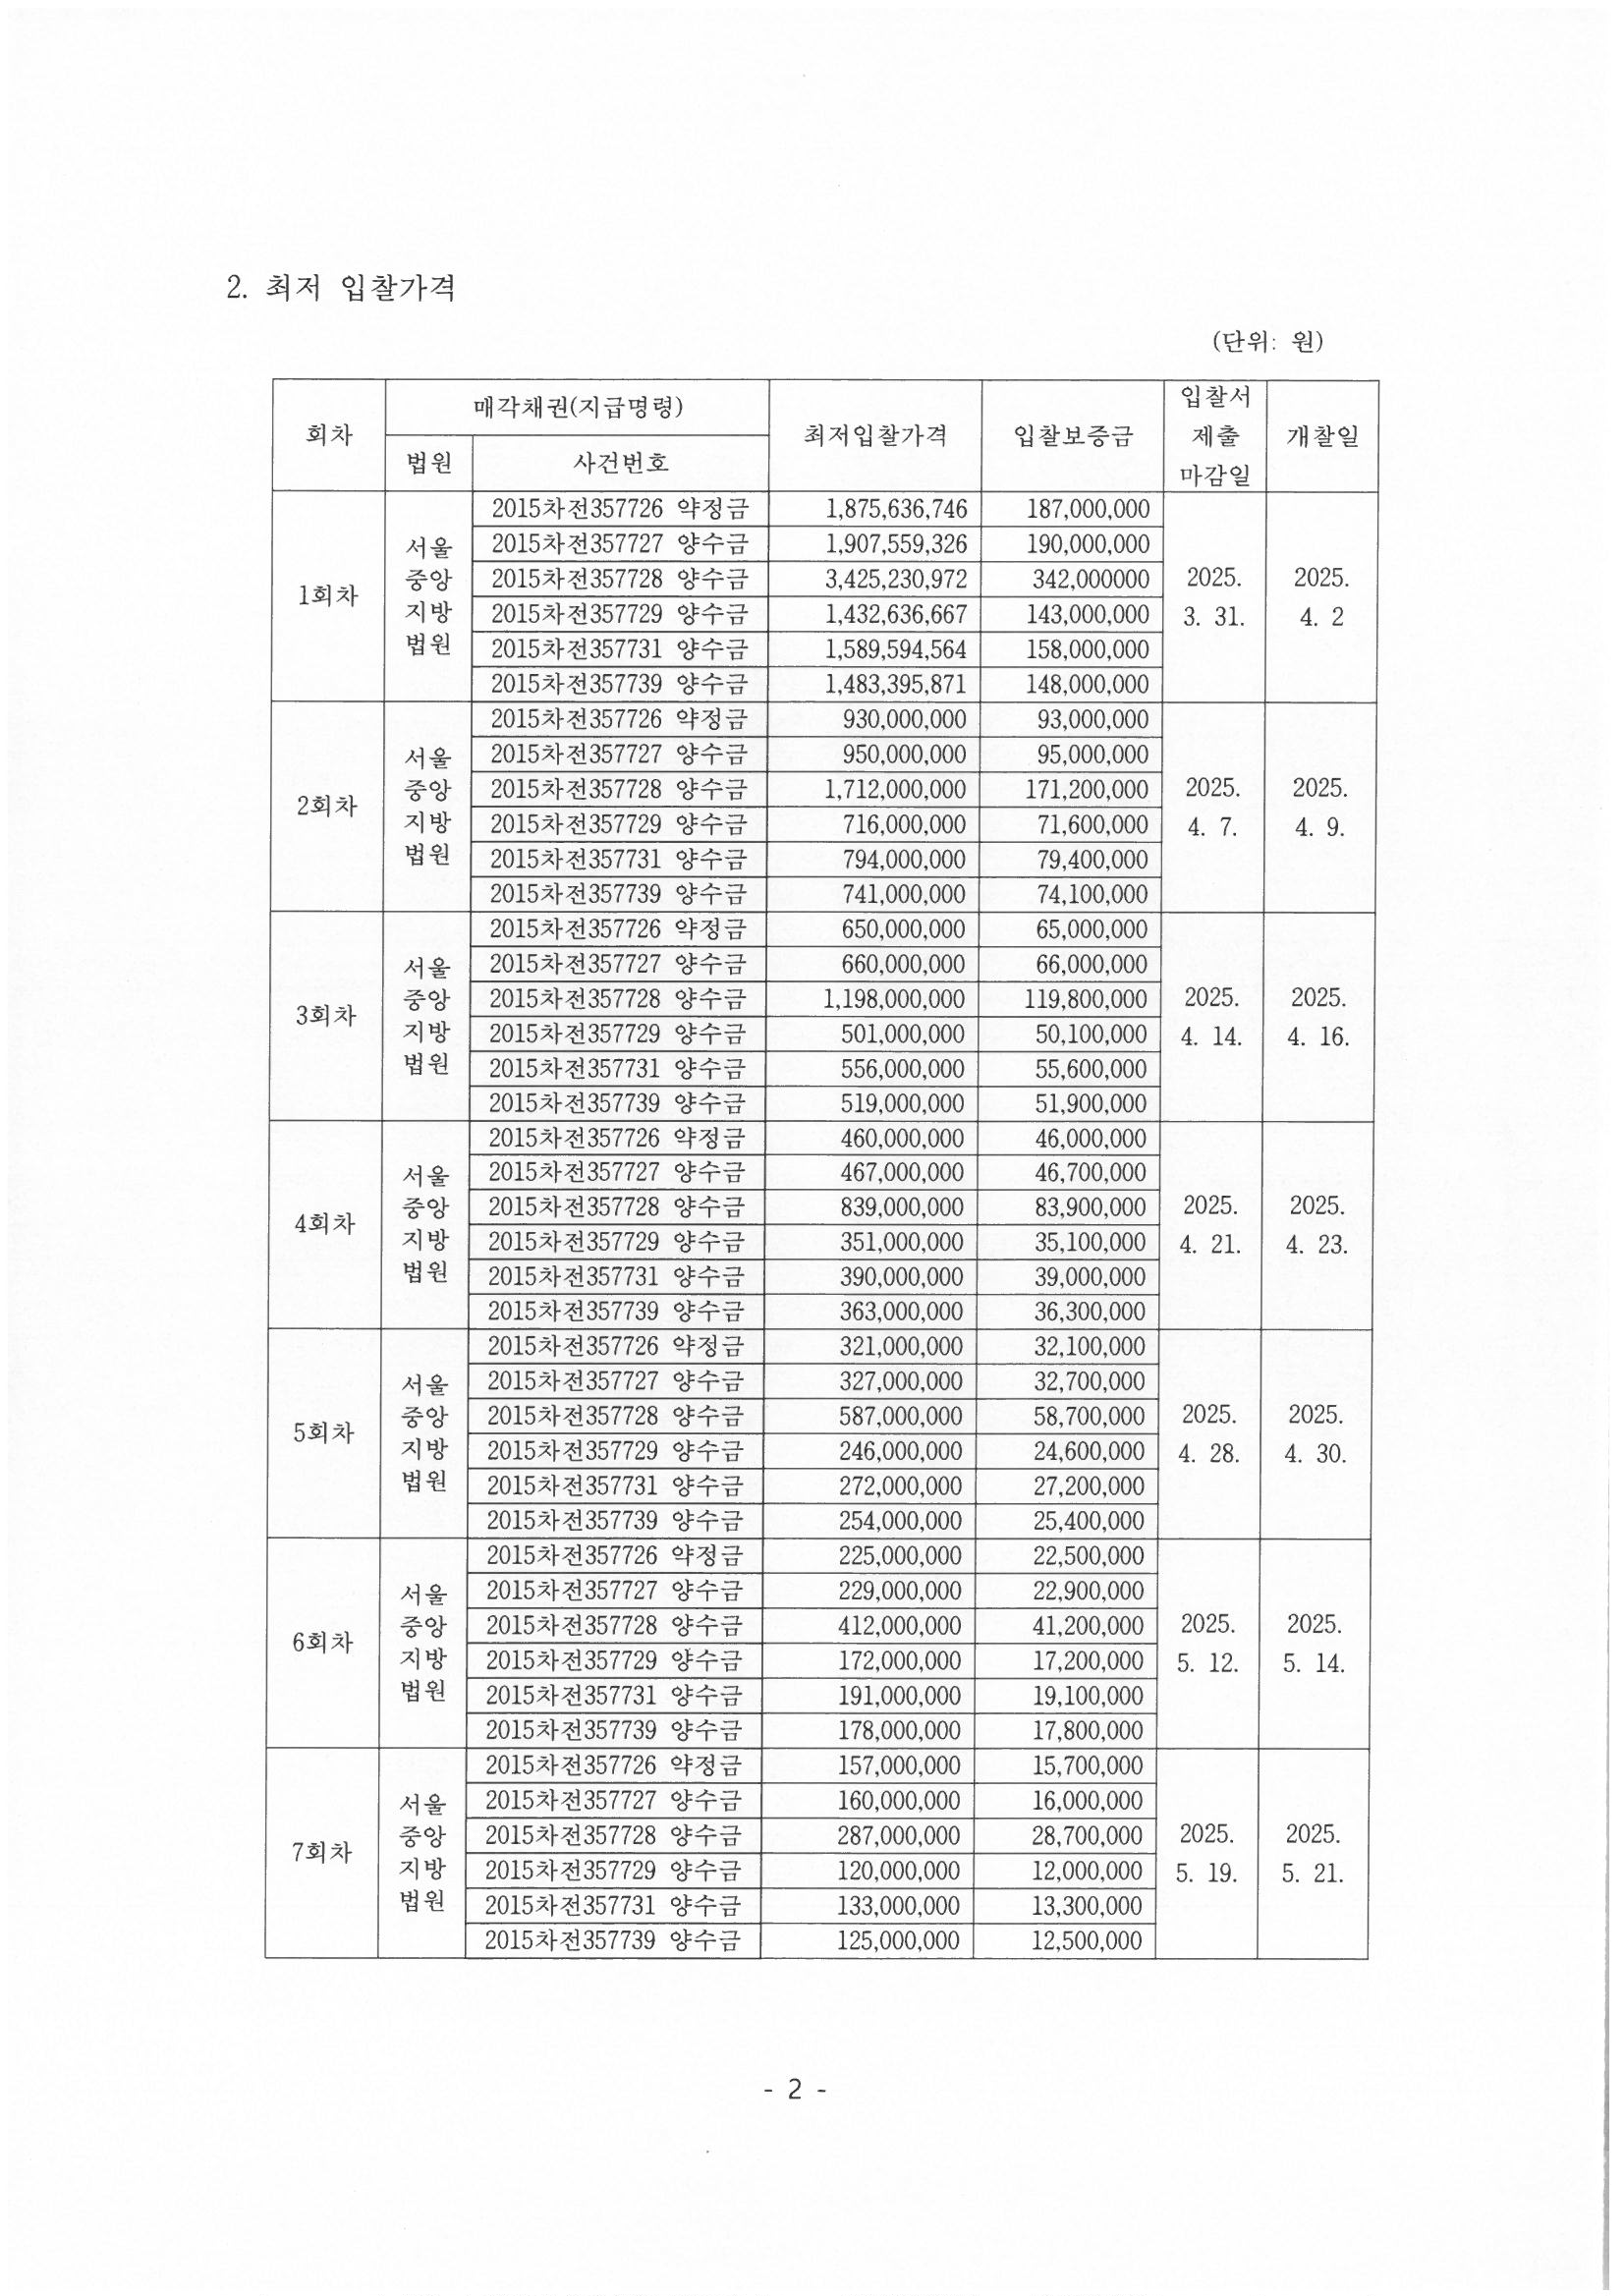 2. 최저 입찰가격
(단위: 원)
회차 매각채권(지급명령) 최저입찰가격 입찰보증금 입찰서 제출 마감일 개찰일
법원 사건번호
1회차 서울 중앙 지방 법원 2025. 3. 31. 2025. 4. 2
2015차전357726 약정금 1,875,636,746 187,000,000
2015차전357727 양수금 1,907,559,326 190,000,000
2015차전357728 양수금 3,425,230,972 342,000000
2015차전357729 양수금 1,432,636,667 143,000,000
2015차전357731 양수금 1,589,594,564 158,000,000
2015차전357739 양수금 1,483,395,871 148,000,000
2회차 서울 중앙 지방 법원 2025. 4. 7. 2025. 4. 9.
2015차전357726 약정금 930,000,000 93,000,000
2015차전357727 양수금 950,000,000 95,000,000
2015차전357728 양수금 1,712,000,000 171,200,000
2015차전357729 양수금 716,000,000 71,600,000
2015차전357731 양수금 794,000,000 79,400,000
2015차전357739 양수금 741,000,000 74,100,000
3회차 서울 중앙 지방 법원 2025. 4. 14. 2025. 4. 16.
2015차전357726 약정금 650,000,000 65,000,000
2015차전357727 양수금 660,000,000 66,000,000
2015차전357728 양수금 1,198,000,000 119,800,000
2015차전357729 양수금 501,000,000 50,100,000
2015차전357731 양수금 556,000,000 55,600,000
2015차전357739 양수금 519,000,000 51,900,000
4회차 서울 중앙 지방 법원 2025. 4. 21. 2025. 4. 23.
2015차전357726 약정금 460,000,000 46,000,000
2015차전357727 양수금 467,000,000 46,700,000
2015차전357728 양수금 839,000,000 83,900,000
2015차전357729 양수금 351,000,000 35,100,000
2015차전357731 양수금 390,000,000 39,000,000
2015차전357739 양수금 363,000,000 36,300,000
5회차 서울 중앙 지방 법원 2025. 4. 28. 2025. 4. 30.
2015차전357726 약정금 321,000,000 32,100,000
2015차전357727 양수금 327,000,000 32,700,000
2015차전357728 양수금 587,000,000 58,700,000
2015차전357729 양수금 246,000,000 24,600,000
2015차전357731 양수금 272,000,000 27,200,000
2015차전357739 양수금 254,000,000 25,400,000
6회차 서울 중앙 지방 법원 2025. 5. 12. 2025. 5. 14.
2015차전357726 약정금 225,000,000 22,500,000
2015차전357727 양수금 229,000,000 22,900,000
2015차전357728 양수금 412,000,000 41,200,000
2015차전357729 양수금 172,000,000 17,200,000
2015차전357731 양수금 191,000,000 19,100,000
2015차전357739 양수금 178,000,000 17,800,000
7회차 서울 중앙 지방 법원 2025. 5. 19. 2025. 5. 21.
2015차전357726 약정금 157,000,000 15,700,000
2015차전357727 양수금 160,000,000 16,000,000
2015차전357728 양수금 287,000,000 28,700,000
2015차전357729 양수금 120,000,000 12,000,000
2015차전357731 양수금 133,000,000 13,300,000
2015차전357739 양수금 125,000,000 12,500,000
- 2 -